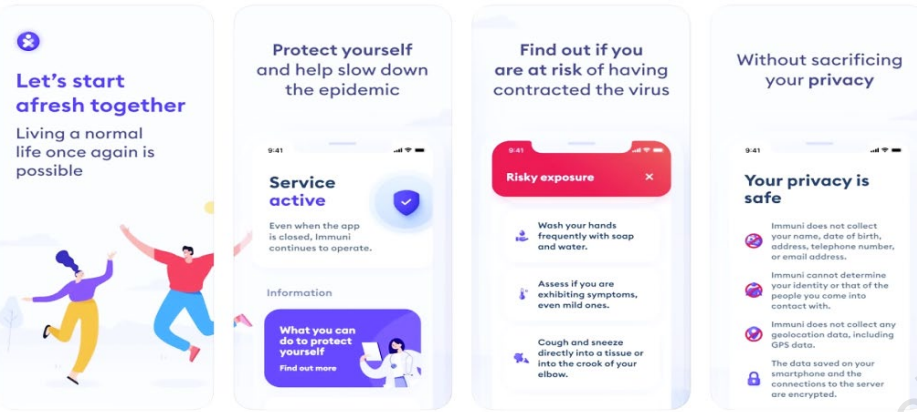 Let's start
afresh together
Living a normal
life once again is
possible
Protect yourself
and help slow down
the epidemic
9:41
Service
active
Even when the app
is closed, Immuni
continues to operate.
Information
What you can
do to protect
yourself
Find out more
Find out if you
are at risk of having
contracted the virus
9:41
Risky exposure
Wash your hands
frequently with soap
and water.
Assess if you are
exhibiting symptoms,
even mild ones.
Cough and sneeze
directly into a tissue or
into the crook of your
elbow.
Without sacrificing
your privacy
9:41
Your privacy is
safe
Immuni does not collect
your name, date of birth,
address, telephone number,
or email address.
Immuni cannot determine
your identity or that of the
people you come into
contact with.
Immuni does not collect any
geolocation data, including
GPS data.
The data saved on your
smartphone and the
connections to the server
are encrypted.